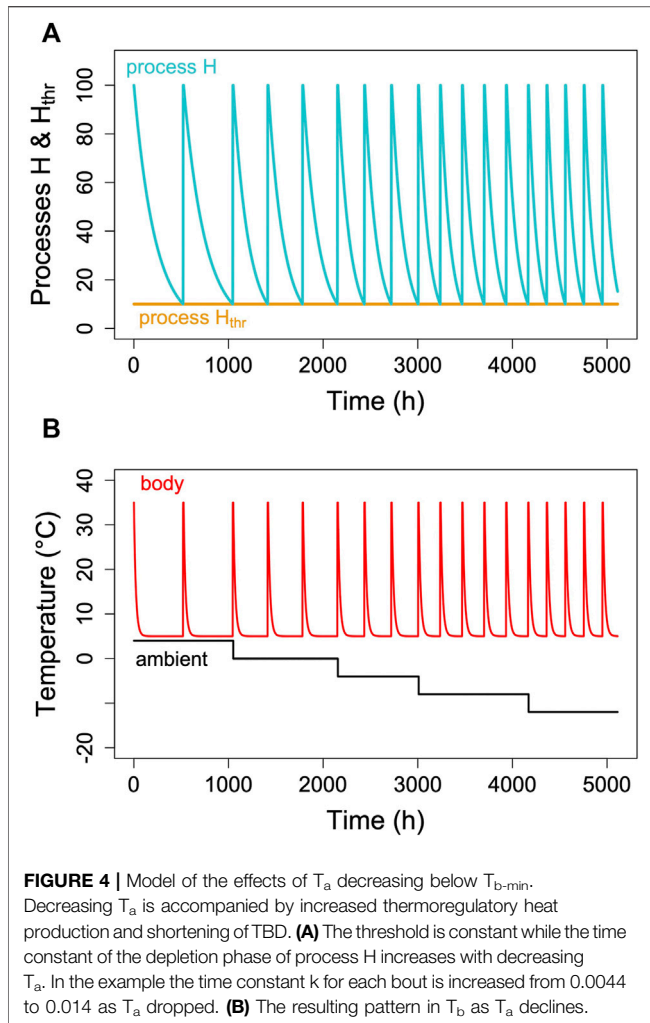 A
process H
100
80
60
40
20
0
Processes H & Hthr
process Hthr
0 1000 2000 3000 4000 5000
Time (h)
B
body
40
30
20
10
0
-20
Temperature (°C)
ambient
0 1000 2000 3000 4000 5000
Time (h)
FIGURE 4 | Model of the effects of Ta decreasing below Tb-min.
Decreasing Ta is accompanied by increased thermoregulatory heat
production and shortening of TBD. (A) The threshold is constant while the time
constant of the depletion phase of process H increases with decreasing
Ta. In the example the time constant k for each bout is increased from 0.0044
to 0.014 as Ta dropped. (B) The resulting pattern in Tb as Ta declines.